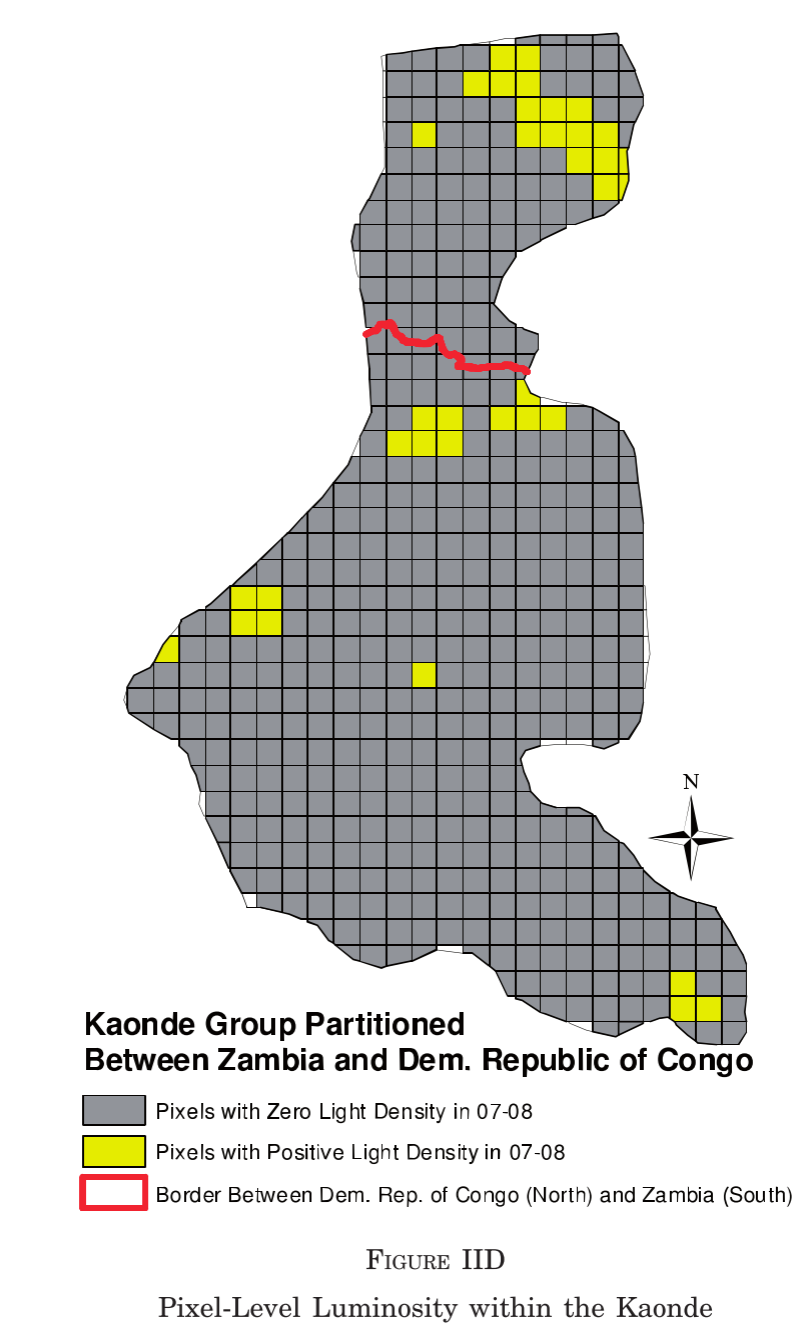 N
Kaonde Group Partitioned
Between Zambia and Dem. Republic of Congo
Pixels with Zero Light Density in 07-08
Pixels with Positive Light Density in 07-08
Border Between Dem. Rep. of Congo (North) and Zambia (South)
FIGURE IID
Pixel-Level Luminosity within the Kaonde